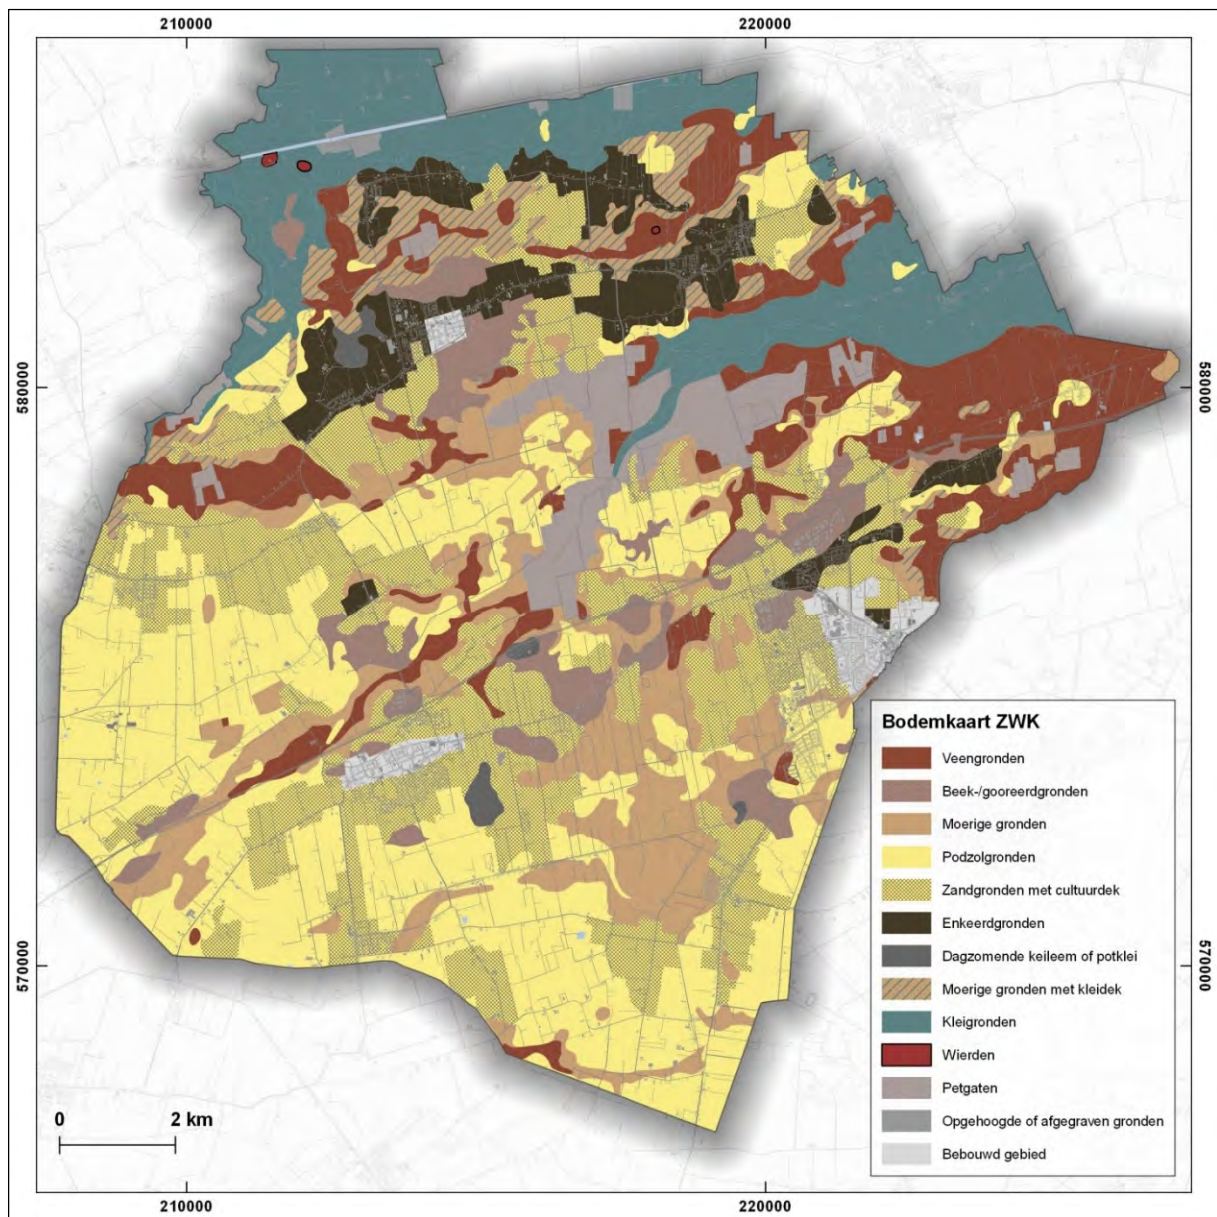 210000
220000
580000
580000
Bodemkaart ZWK
Veengronden
Beek-/gooreerdgronden
Moerige gronden
Podzolgronden
Zandgronden met cultuurdek
Enkeerdgronden
Dagzomende keileem of potklei
Moerige gronden met kleidek
Kleigronden
Wierden
Petgaten
Opgehoogde of afgegraven gronden
Bebouwd gebied
570000
570000
0 2 km
210000
220000